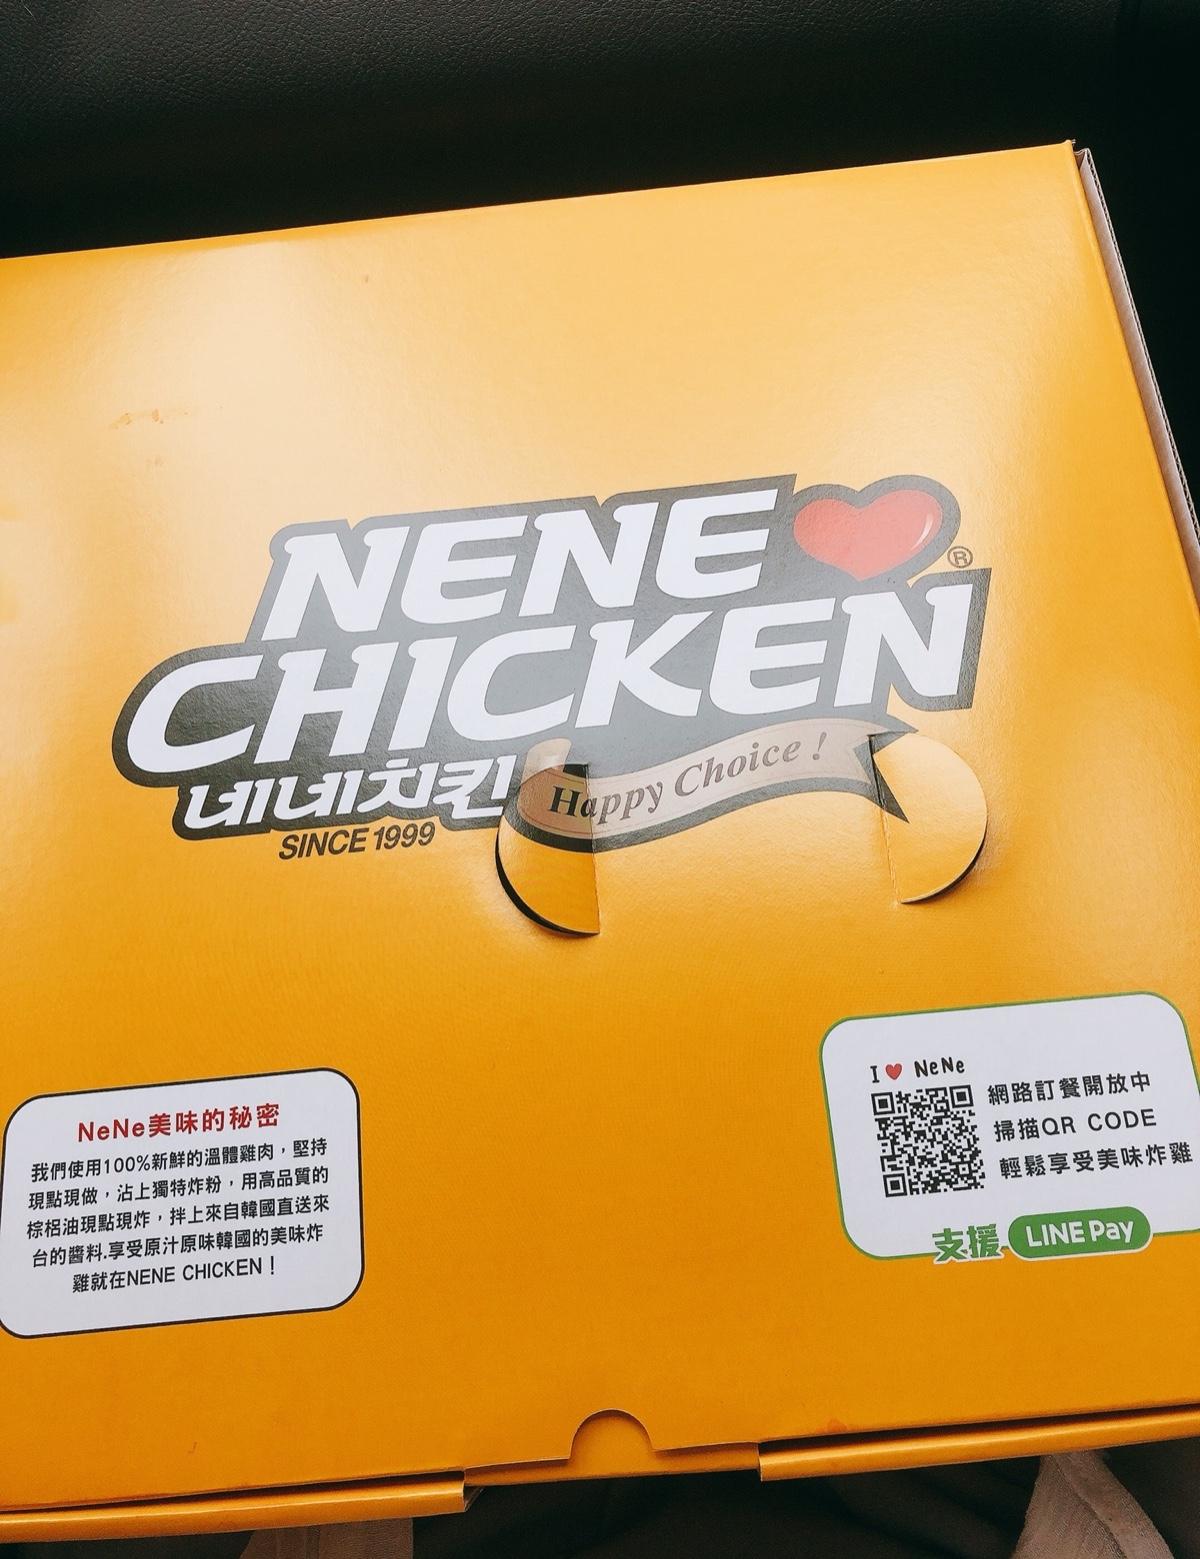 NENE
®
CHICKEN
네네치킨
Happy Choice !
SINCE 1999
NeNe美味的秘密
我們使用100%新鮮的溫體雞肉，堅持
現點現做，沾上獨特炸粉，用高品質的
棕梠油現點現炸，拌上來自韓國直送來
台的醬料.享受原汁原味韓國的美味炸
雞就在NENE CHICKEN！
I ♥ NeNe
網路訂餐開放中
掃描QR CODE
輕鬆享受美味炸雞
支援 LINE Pay